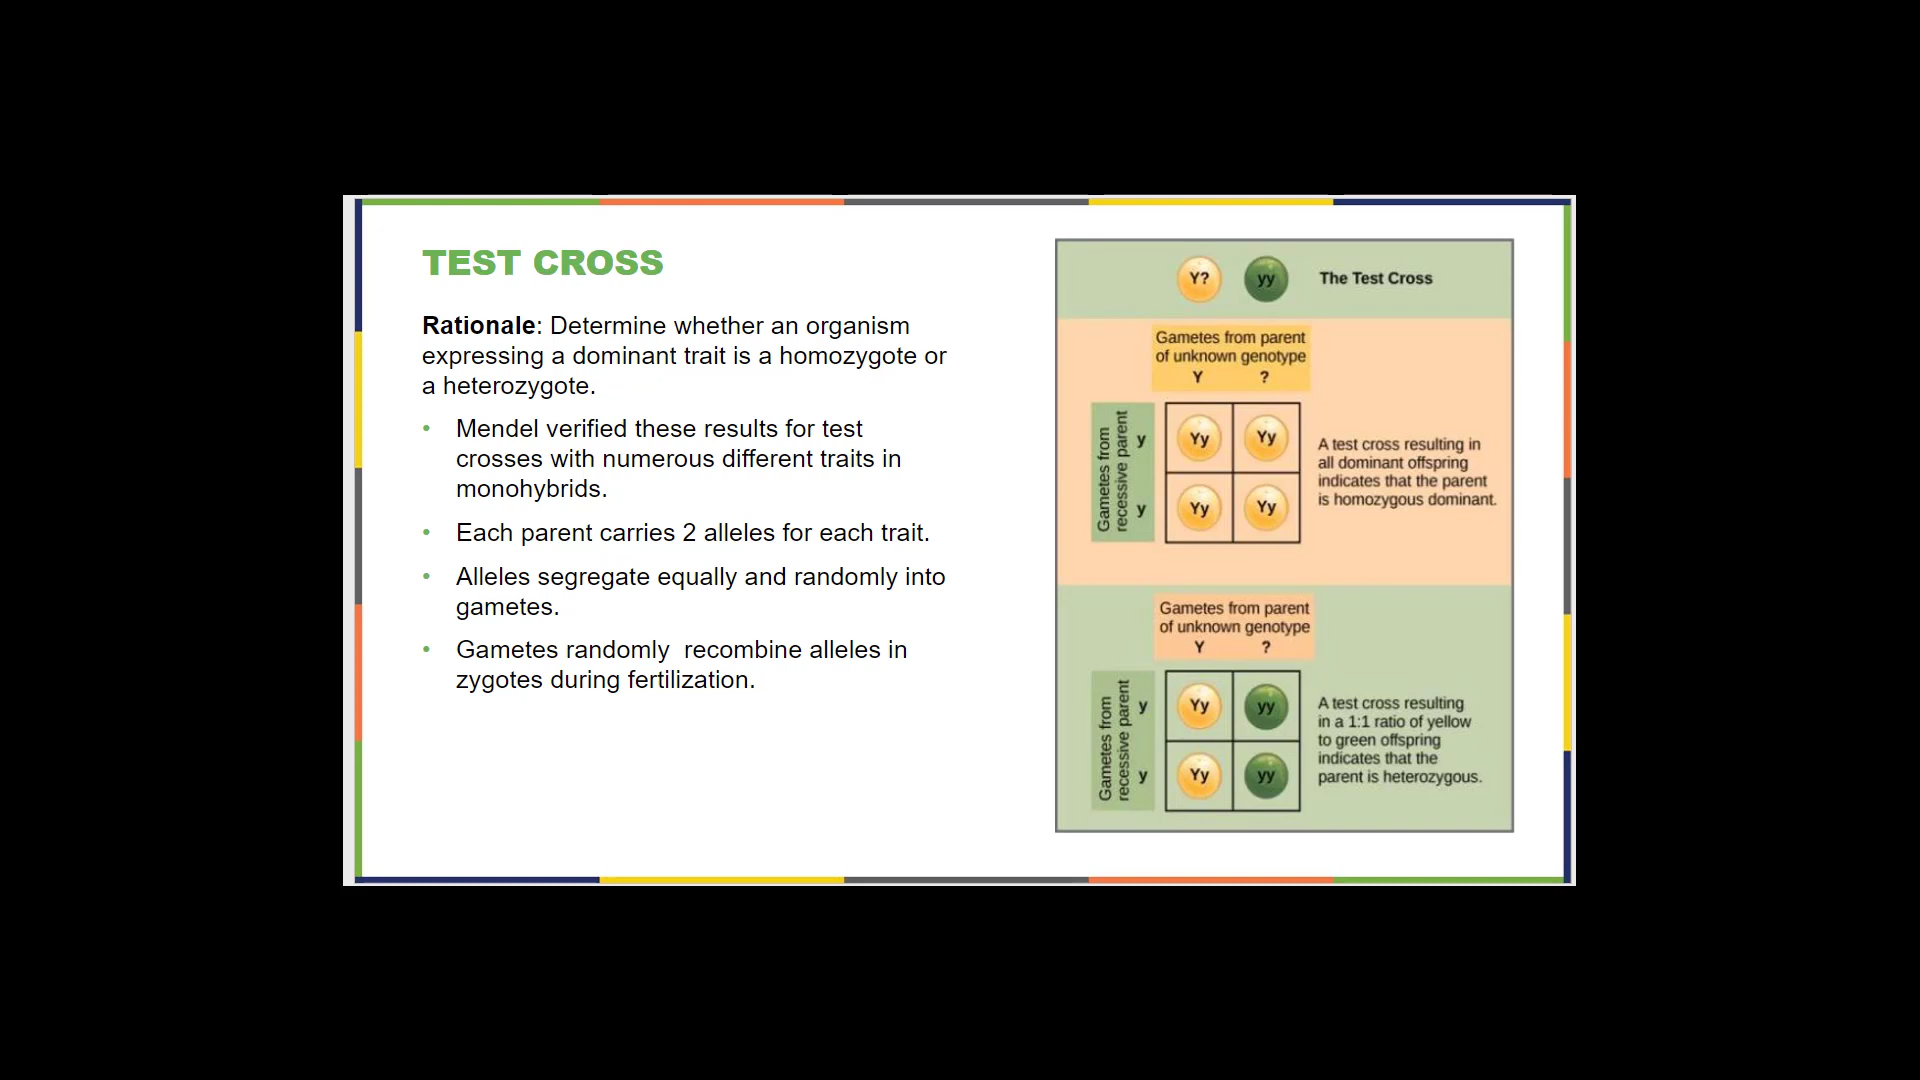 TEST CROSS
Rationale: Determine whether an organism
expressing a dominant trait is a homozygote or
a heterozygote.
• Mendel verified these results for test
crosses with numerous different traits in
monohybrids.
• Each parent carries 2 alleles for each trait.
• Alleles segregate equally and randomly into
gametes.
• Gametes randomly  recombine alleles in
zygotes during fertilization.
Y? yy The Test Cross
Gametes from parent
of unknown genotype
Y ?
Gametes from
recessive parent
y Yy Yy
y Yy Yy
A test cross resulting in
all dominant offspring
indicates that the parent
is homozygous dominant.
Gametes from parent
of unknown genotype
Y ?
Gametes from
recessive parent
y Yy yy
y Yy yy
A test cross resulting
in a 1:1 ratio of yellow
to green offspring
indicates that the
parent is heterozygous.